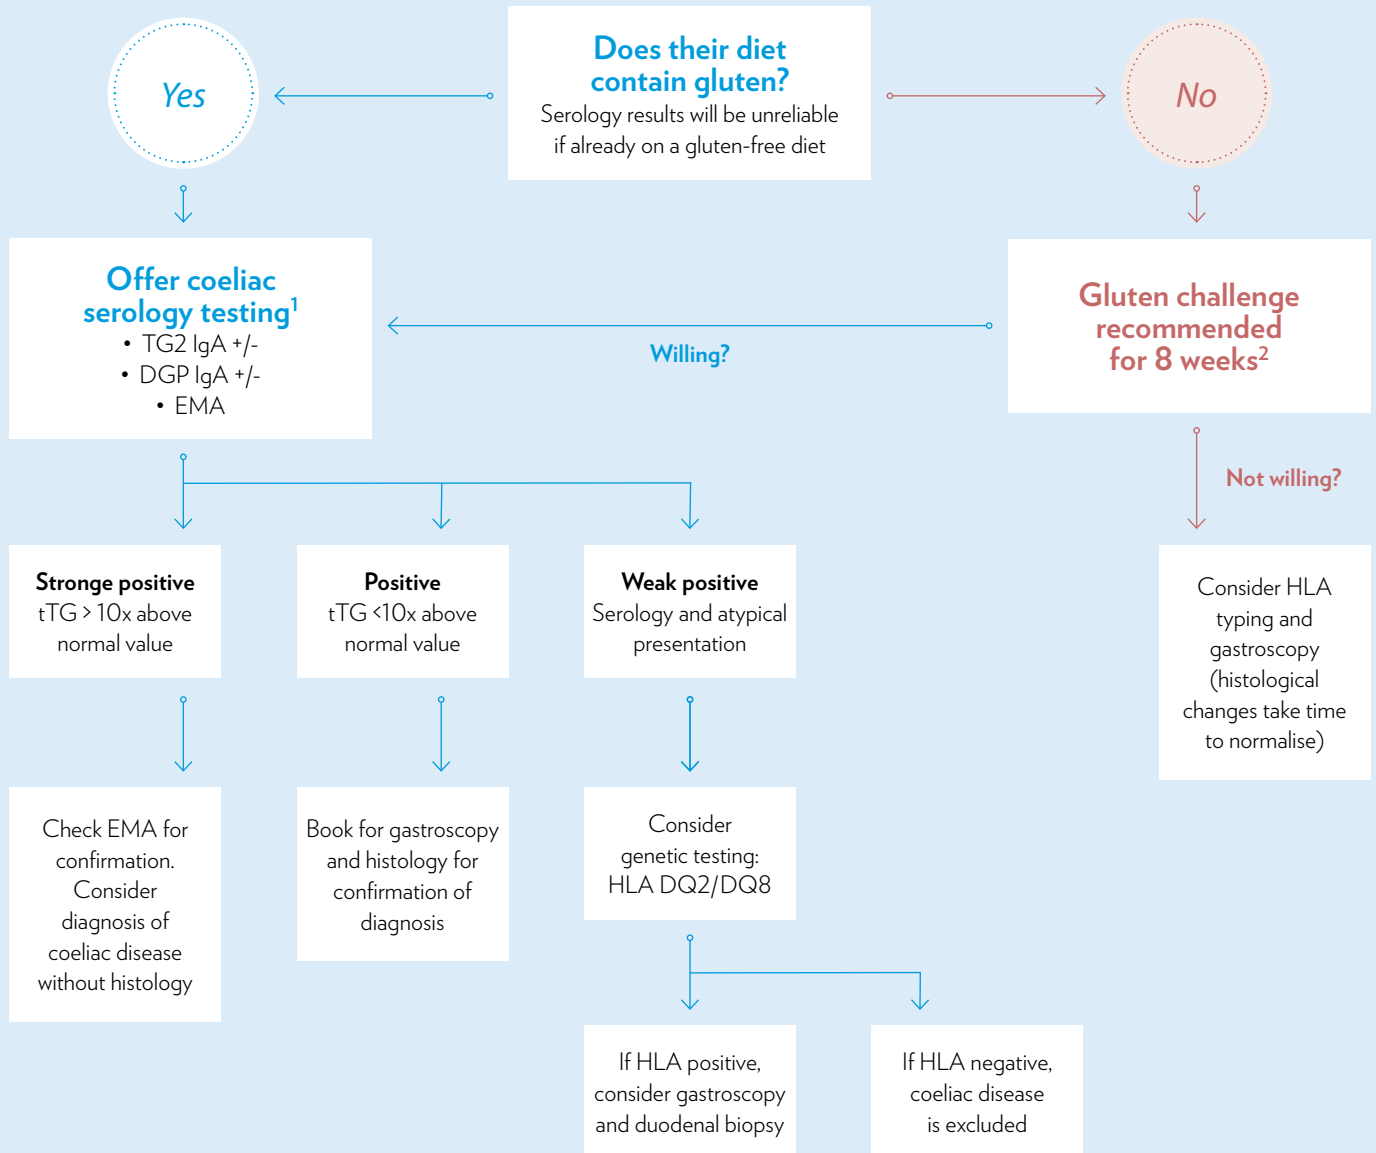 Does their diet
contain gluten?
Serology results will be unreliable
if already on a gluten-free diet
Yes
No
Offer coeliac
serology testing¹
• TG2 IgA +/-
• DGP IgA +/-
• EMA
Willing?
Gluten challenge
recommended
for 8 weeks²
Not willing?
Stronge positive
tTG > 10x above
normal value
Positive
tTG <10x above
normal value
Weak positive
Serology and atypical
presentation
Consider HLA
typing and
gastroscopy
(histological
changes take time
to normalise)
Check EMA for
confirmation.
Consider
diagnosis of
coeliac disease
without histology
Book for gastroscopy
and histology for
confirmation of
diagnosis
Consider
genetic testing:
HLA DQ2/DQ8
If HLA positive,
consider gastroscopy
and duodenal biopsy
If HLA negative,
coeliac disease
is excluded